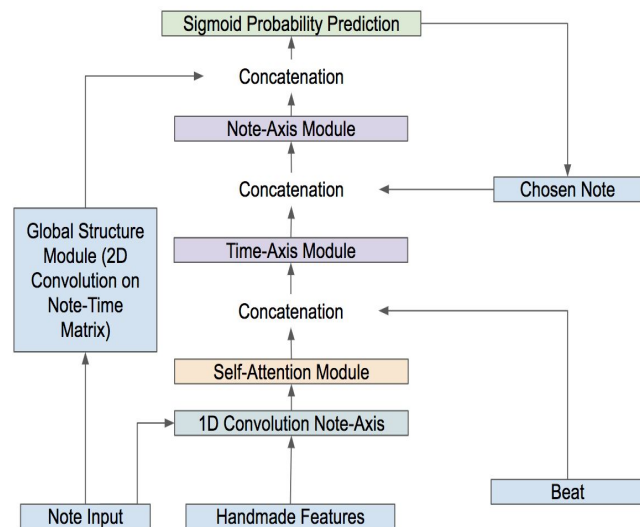 Sigmoid Probability Prediction
Concatenation
Note-Axis Module
Concatenation
Chosen Note
Global Structure
Module (2D
Convolution on
Note-Time
Matrix)
Time-Axis Module
Concatenation
Self-Attention Module
1D Convolution Note-Axis
Beat
Note Input
Handmade Features